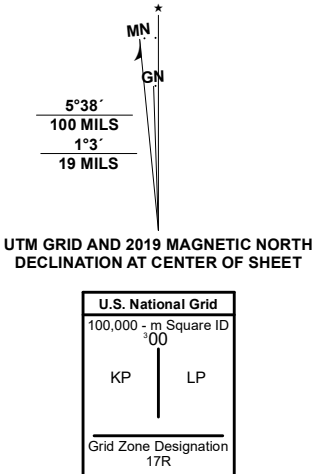 ★
MN
GN
5°38´
100 MILS
1°3´
19 MILS
UTM GRID AND 2019 MAGNETIC NORTH
DECLINATION AT CENTER OF SHEET
U.S. National Grid
100,000 - m Square ID
³00
KP LP
Grid Zone Designation
17R